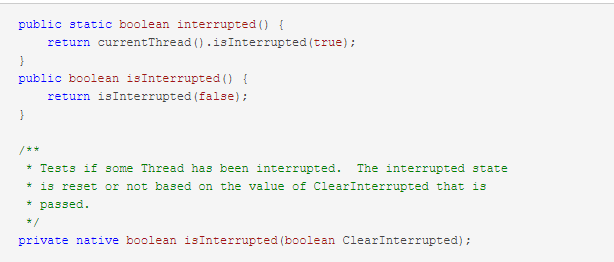 public static boolean interrupted() {
    return currentThread().isInterrupted(true);
}
public boolean isInterrupted() {
    return isInterrupted(false);
}

/**
 * Tests if some Thread has been interrupted.  The interrupted state
 * is reset or not based on the value of ClearInterrupted that is
 * passed.
 */
private native boolean isInterrupted(boolean ClearInterrupted);